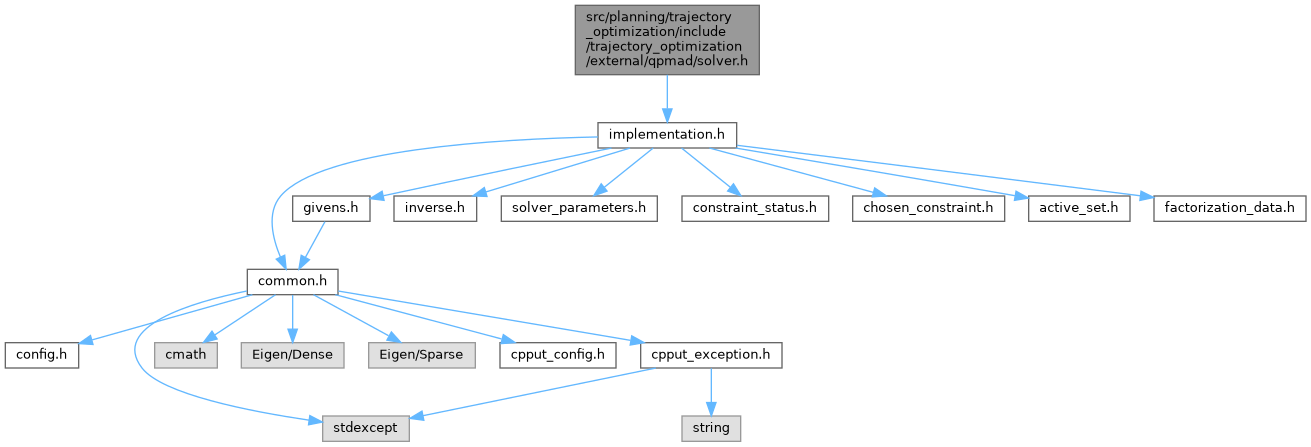 src/planning/trajectory
_optimization/include
/trajectory_optimization
/external/qpmad/solver.h
implementation.h
givens.h
inverse.h
solver_parameters.h
constraint_status.h
chosen_constraint.h
active_set.h
factorization_data.h
common.h
config.h
cmath
Eigen/Dense
Eigen/Sparse
cpput_config.h
cpput_exception.h
stdexcept
string